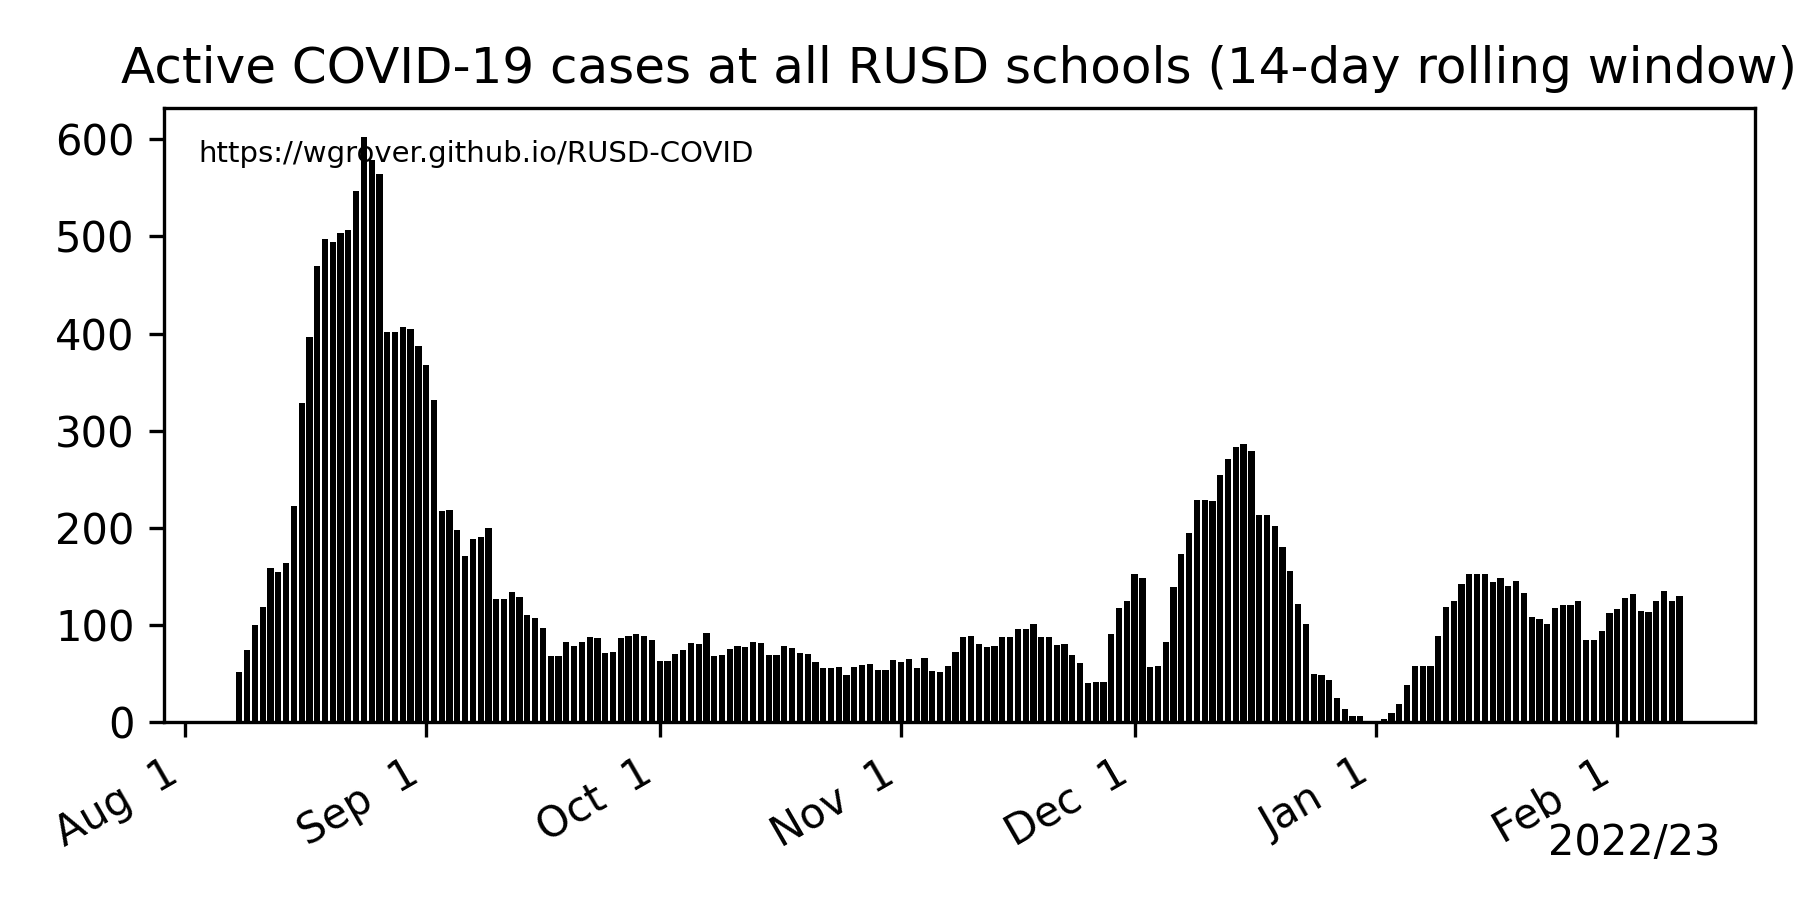 Active COVID-19 cases at all RUSD schools (14-day rolling window)
https://wgrover.github.io/RUSD-COVID
600
500
400
300
200
100
0
Aug 1
Sep 1
Oct 1
Nov 1
Dec 1
Jan 1
Feb 1
2022/23